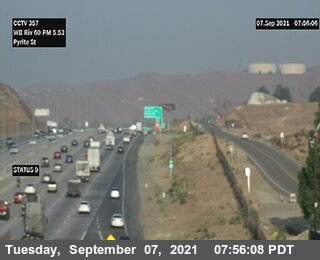 CCTV 357
WB Riv 60 PM 5.53
Pyrite St
07.Sep 2021 07:56:06
STATUS 9
Tuesday, September 07, 2021 07:56:08 PDT